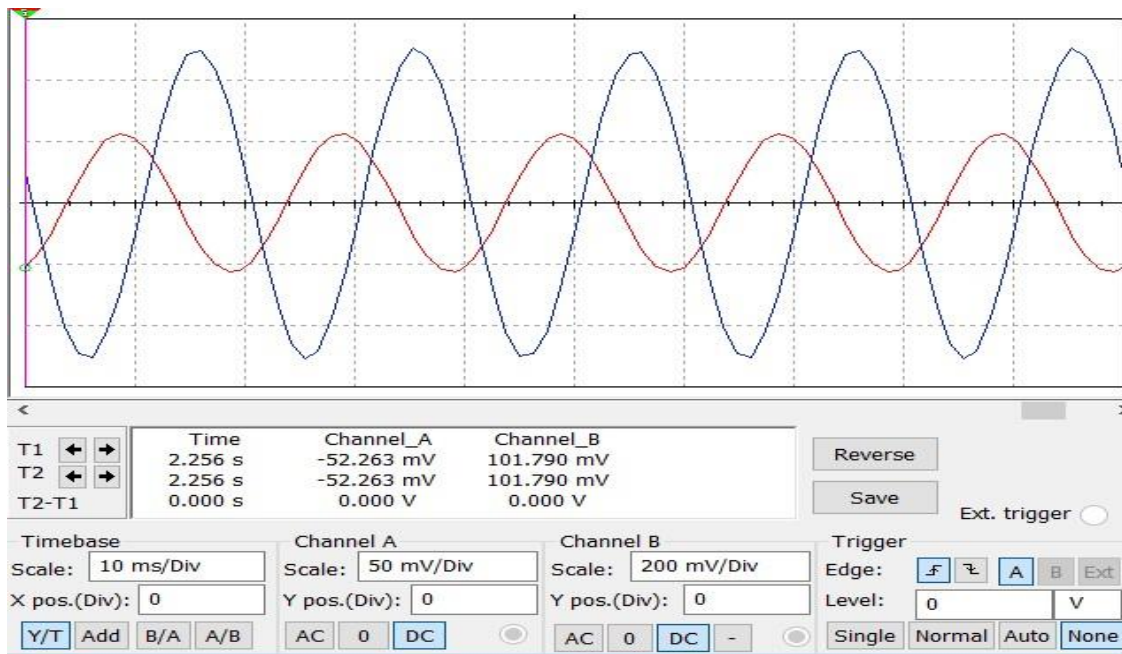 Time Channel_A Channel_B
T1 2.256 s -52.263 mV 101.790 mV
T2 2.256 s -52.263 mV 101.790 mV
T2-T1 0.000 s 0.000 V 0.000 V
Reverse
Save
Ext. trigger
Timebase
Scale: 10 ms/Div
X pos.(Div): 0
Y/T Add B/A A/B
Channel A
Scale: 50 mV/Div
Y pos.(Div): 0
AC 0 DC
Channel B
Scale: 200 mV/Div
Y pos.(Div): 0
AC 0 DC -
Trigger
Edge: A B Ext
Level: 0 V
Single Normal Auto None